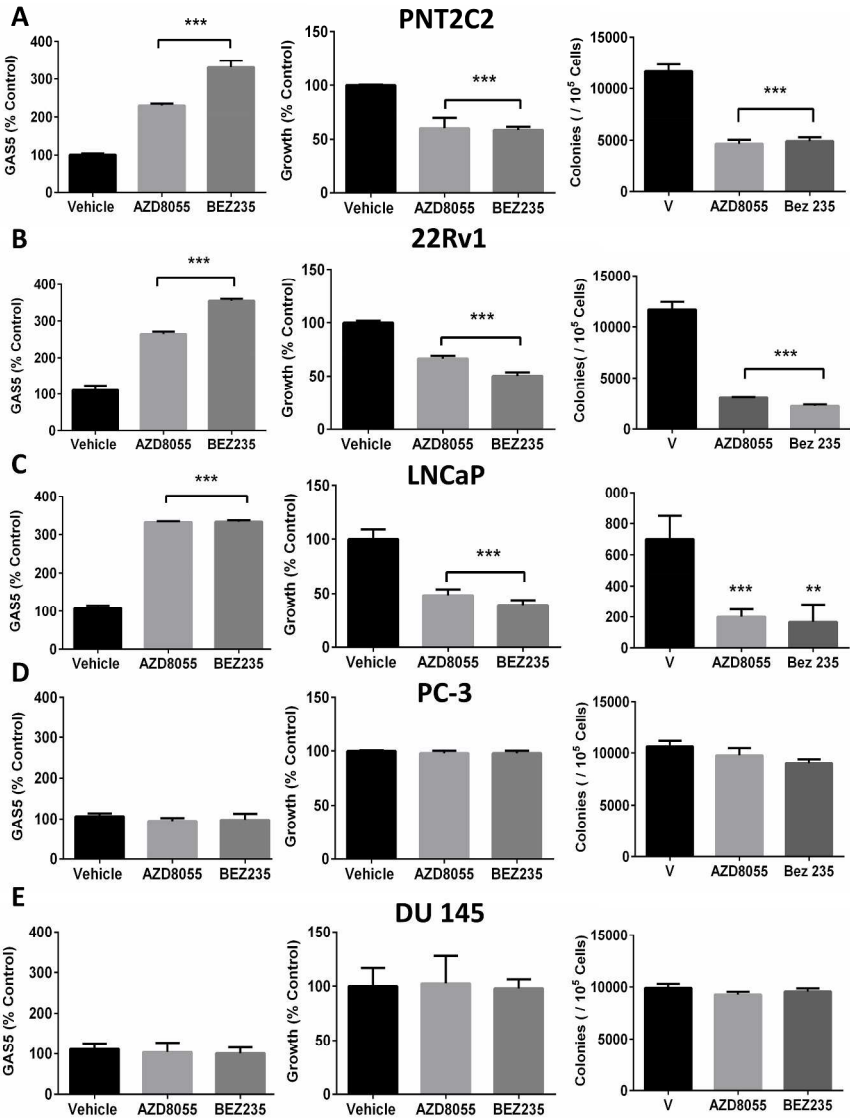 A
PNT2C2
GAS5 (% Control)
400
300
200
100
0
***
Vehicle AZD8055 BEZ235
Growth (% Control)
150
100
50
0
***
Vehicle AZD8055 BEZ235
Colonies ( / 10⁵ Cells)
15000
10000
5000
0
***
V AZD8055 Bez 235
B
22Rv1
GAS5 (% Control)
400
300
200
100
0
***
Vehicle AZD8055 BEZ235
Growth (% Control)
150
100
50
0
***
Vehicle AZD8055 BEZ235
Colonies( / 10⁵ Cells)
15000
10000
5000
0
***
V AZD8055 Bez 235
C
LNCaP
GAS5 (% Control)
400
300
200
100
0
***
Vehicle AZD8055 BEZ235
Growth (% Control)
150
100
50
0
***
Vehicle AZD8055 BEZ235
000
800
600
400
200
0
*** **
V AZD8055 Bez 235
D
PC-3
GAS5 (% Control)
400
300
200
100
0
Vehicle AZD8055 BEZ235
Growth (% Control)
150
100
50
0
Vehicle AZD8055 BEZ235
Colonies ( / 10⁵ Cells)
15000
10000
5000
0
V AZD8055 Bez 235
E
DU 145
GAS5 (% Control)
400
300
200
100
0
Vehicle AZD8055 BEZ235
Growth (% Control)
150
100
50
0
Vehicle AZD8055 BEZ235
Colonies ( / 10⁵ Cells)
15000
10000
5000
0
V AZD8055 Bez 235